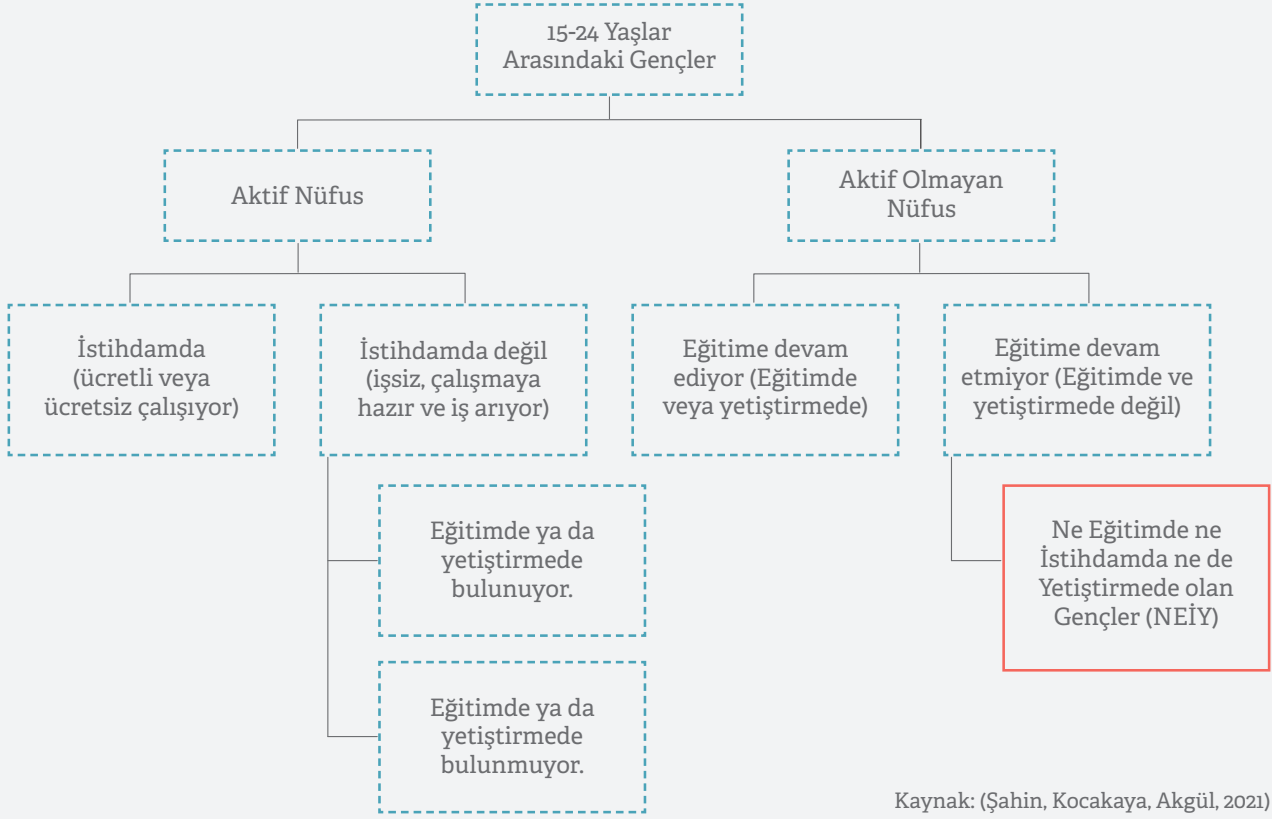 15-24 Yaşlar
Arasındaki Gençler
Aktif Nüfus
Aktif Olmayan
Nüfus
İstihdamda
(ücretli veya
ücretsiz çalışıyor)
İstihdamda değil
(işsiz, çalışmaya
hazır ve iş arıyor)
Eğitime devam
ediyor (Eğitimde
veya yetiştirmede)
Eğitime devam
etmiyor (Eğitimde ve
yetiştirmede değil)
Eğitimde ya da
yetiştirmede
bulunuyor.
Ne Eğitimde ne
İstihdamda ne de
Yetiştirmede olan
Gençler (NEİY)
Eğitimde ya da
yetiştirmede
bulunmuyor.
Kaynak: (Şahin, Kocakaya, Akgül, 2021)